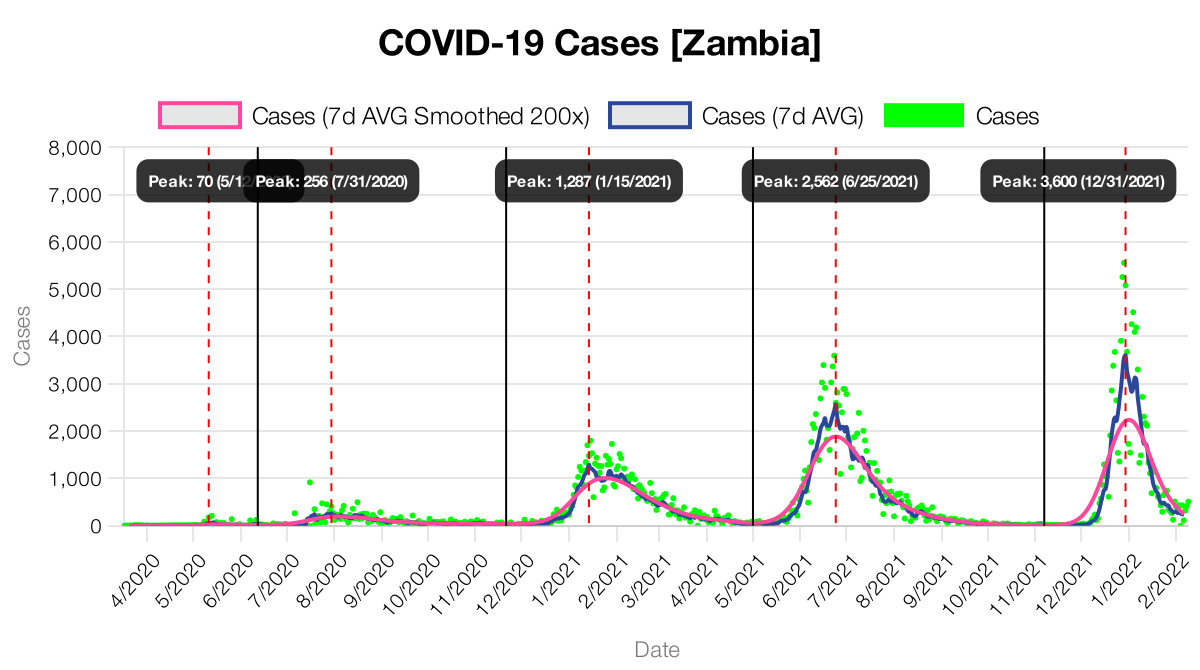 COVID-19 Cases [Zambia]
Cases (7d AVG Smoothed 200x)
Cases (7d AVG)
Cases
8,000
7,000
6,000
5,000
4,000
3,000
2,000
1,000
0
Cases
Peak: 70 (5/12
Peak: 256 (7/31/2020)
Peak: 1,287 (1/15/2021)
Peak: 2,562 (6/25/2021)
Peak: 3,600 (12/31/2021)
4/2020
5/2020
6/2020
7/2020
8/2020
9/2020
10/2020
11/2020
12/2020
1/2021
2/2021
3/2021
4/2021
5/2021
6/2021
7/2021
8/2021
9/2021
10/2021
11/2021
12/2021
1/2022
2/2022
Date